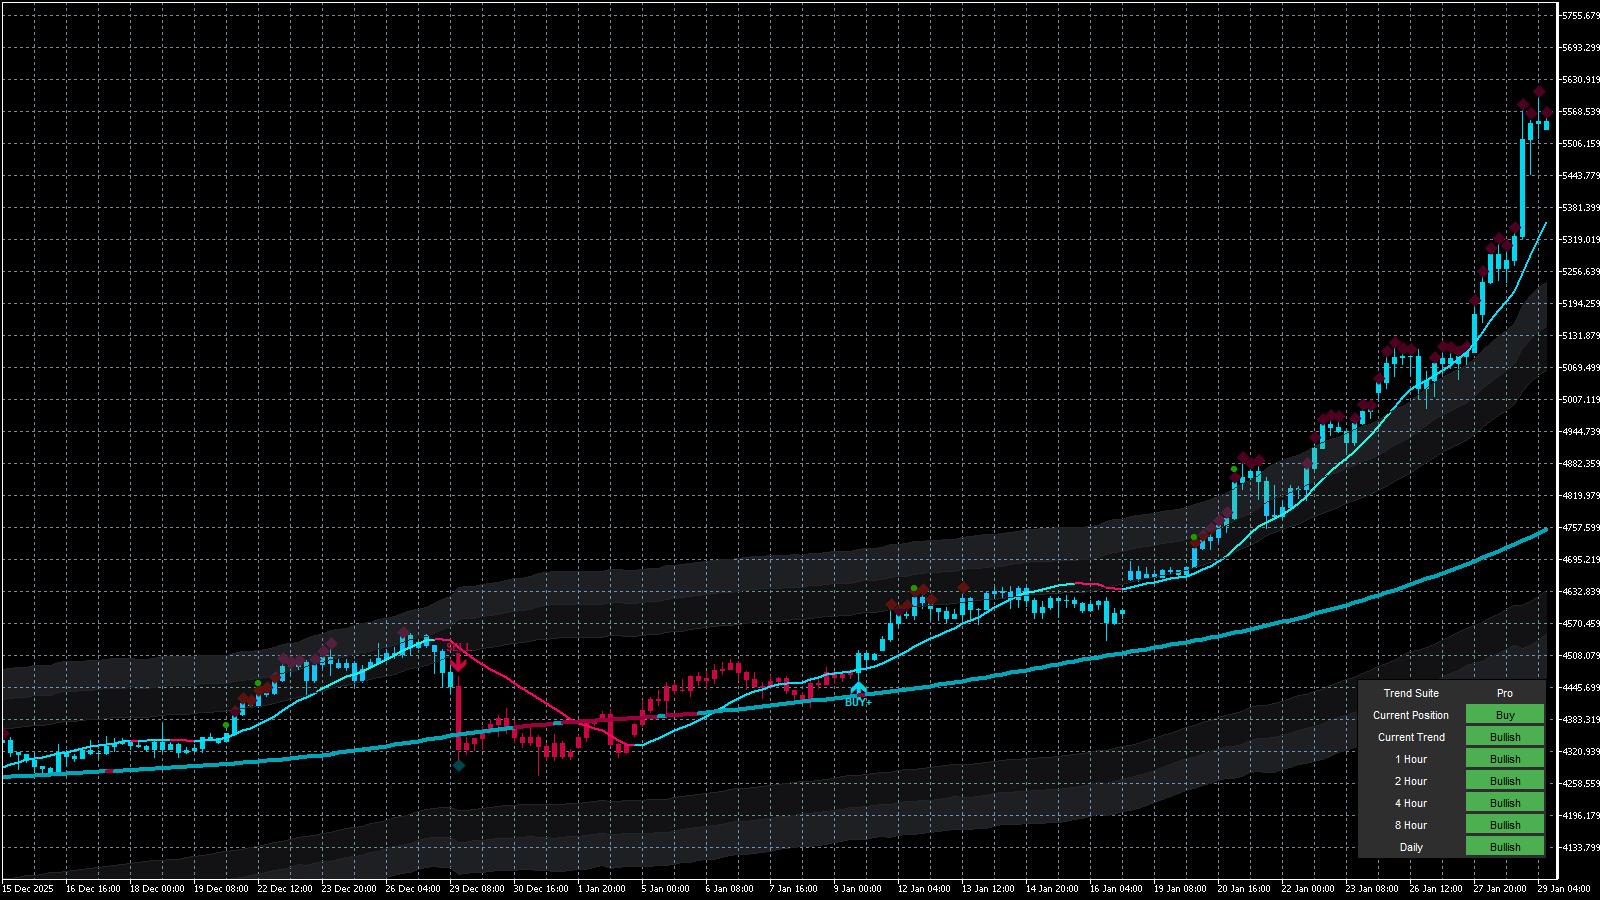 5755.679
5693.299
5630.919
5568.539
5506.159
5443.779
5381.399
5319.019
5256.639
5194.259
5131.879
5069.499
5007.119
4944.739
4882.359
4819.979
4757.599
4695.219
4632.839
4570.459
4508.079
4445.699
4383.319
4320.939
4258.559
4196.179
4133.799
BUY+
Trend Suite Pro
Current Position Buy
Current Trend Bullish
1 Hour Bullish
2 Hour Bullish
4 Hour Bullish
8 Hour Bullish
Daily Bullish
15 Dec 2025 16 Dec 16:00 18 Dec 00:00 19 Dec 08:00 22 Dec 12:00 23 Dec 20:00 26 Dec 04:00 29 Dec 08:00 30 Dec 16:00 1 Jan 20:00 5 Jan 00:00 6 Jan 08:00 7 Jan 16:00 9 Jan 00:00 12 Jan 04:00 13 Jan 12:00 14 Jan 20:00 16 Jan 04:00 19 Jan 08:00 20 Jan 16:00 22 Jan 00:00 23 Jan 08:00 26 Jan 12:00 27 Jan 20:00 29 Jan 04:00